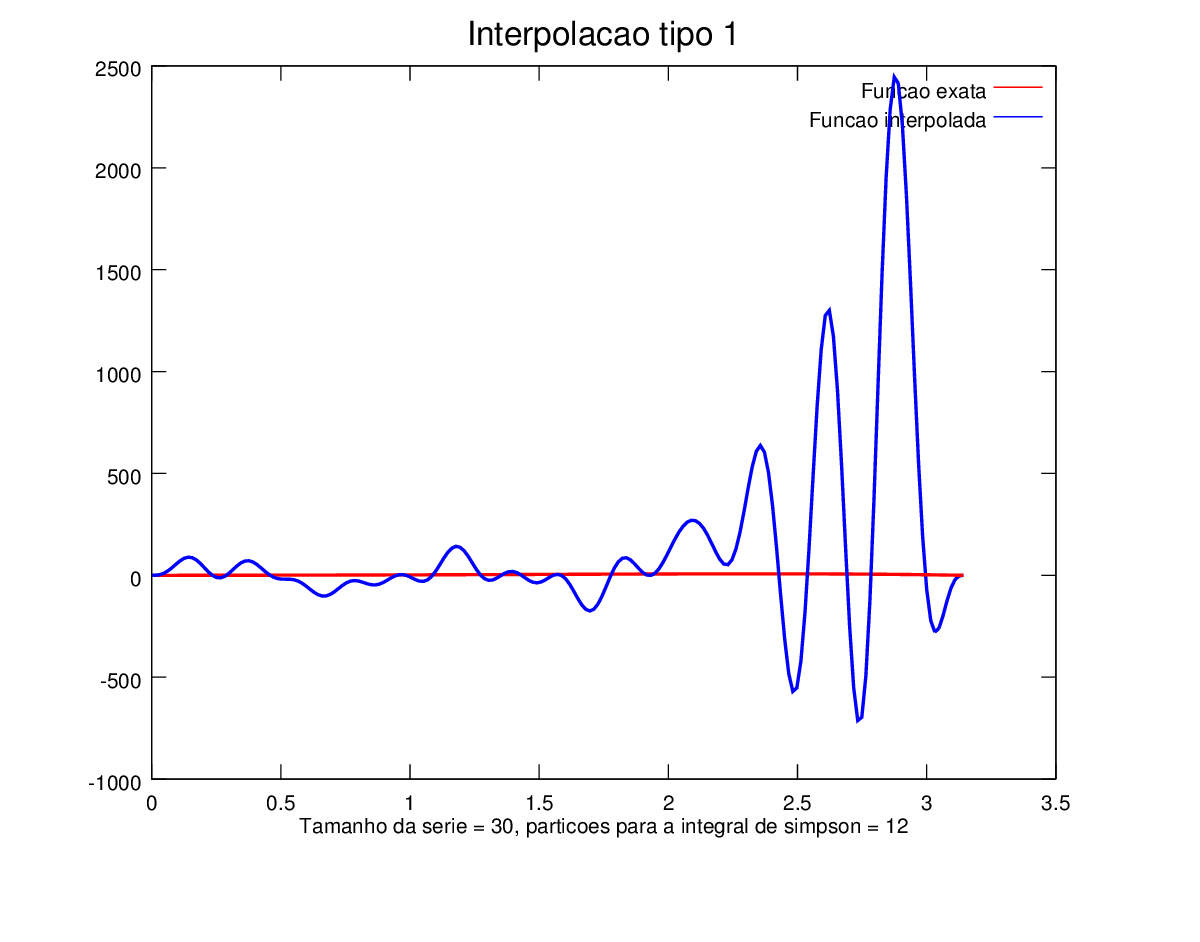 Interpolacao tipo 1
2500
2000
1500
1000
500
0
-500
-1000
Funcao exata
Funcao interpolada
0 0.5 1 1.5 2 2.5 3 3.5
Tamanho da serie = 30, particoes para a integral de simpson = 12